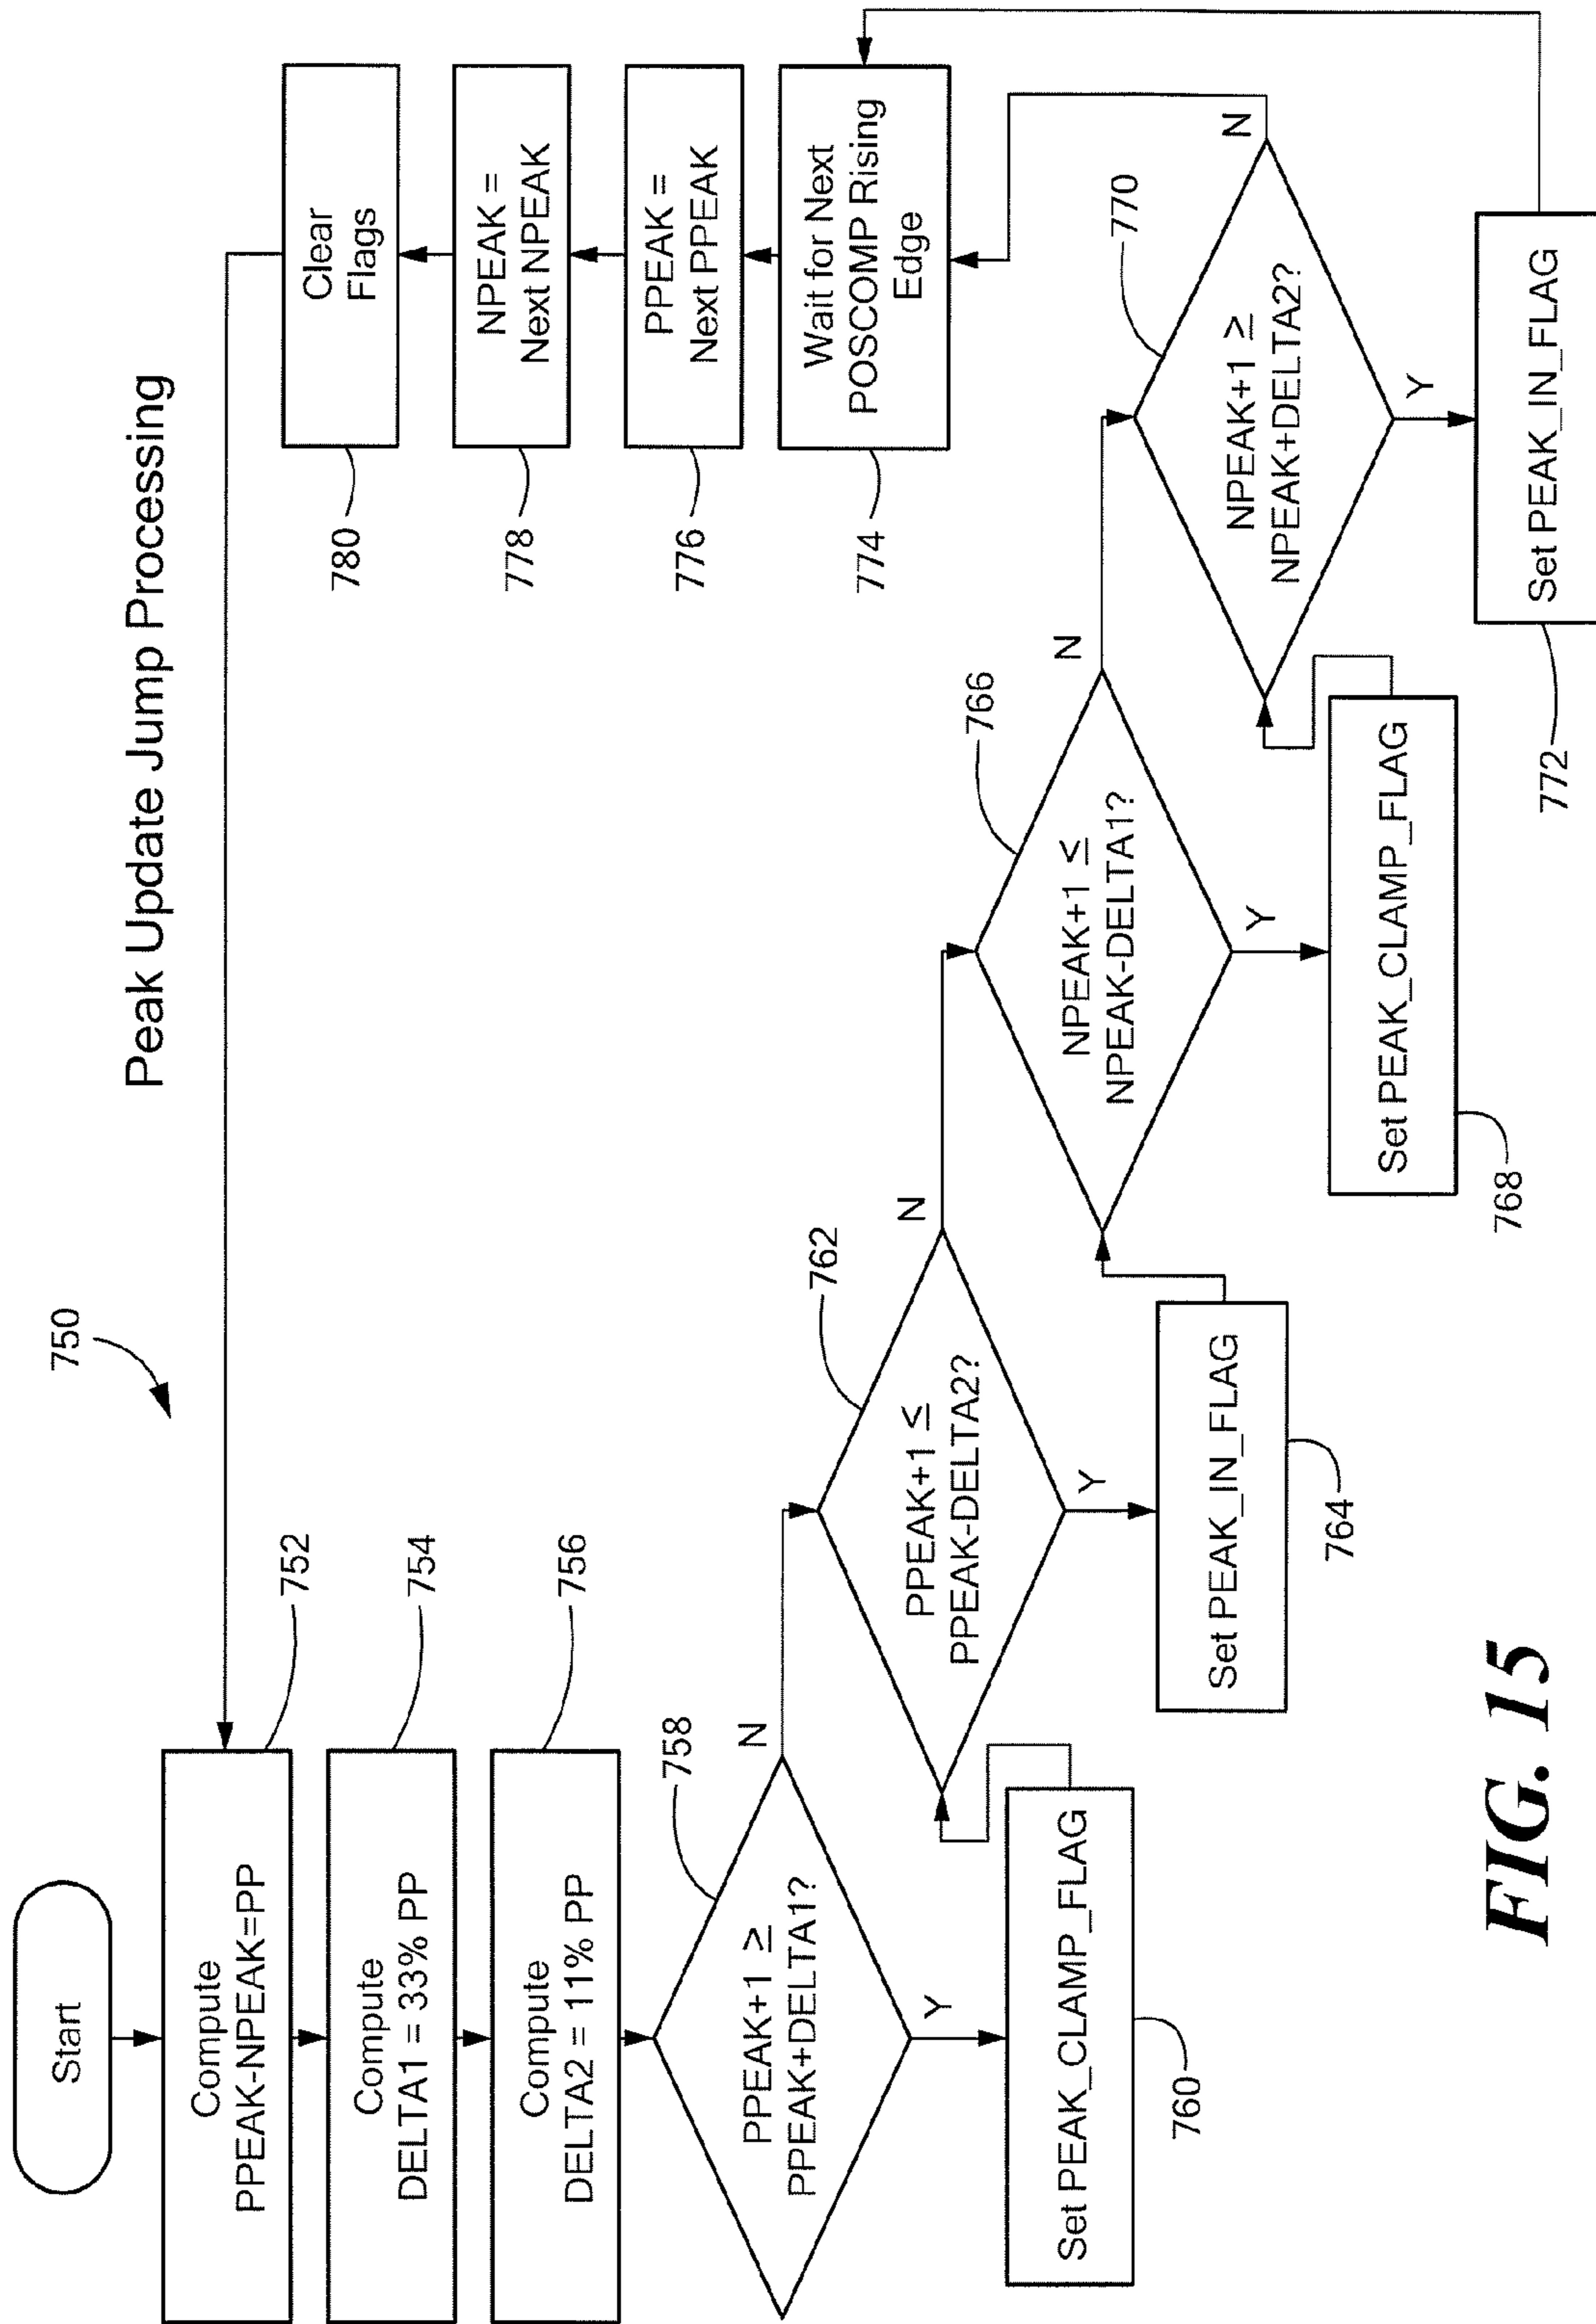 Peak Update Jump Processing
750
Start
Compute
PPEAK-NPEAK=PP
752
Compute
DELTA1 = 33% PP
754
Compute
DELTA2 = 11% PP
756
PPEAK+1 ≥
PPEAK+DELTA1?
758
N
Y
Set PEAK_CLAMP_FLAG
760
PPEAK+1 ≤
PPEAK-DELTA2?
762
N
Y
Set PEAK_IN_FLAG
764
NPEAK+1 ≤
NPEAK-DELTA1?
766
N
Y
Set PEAK_CLAMP_FLAG
768
NPEAK+1 ≥
NPEAK+DELTA2?
770
N
Y
Set PEAK_IN_FLAG
772
Wait for Next
POSCOMP Rising
Edge
774
PPEAK =
Next PPEAK
776
NPEAK =
Next NPEAK
778
Clear
Flags
780
FIG. 15